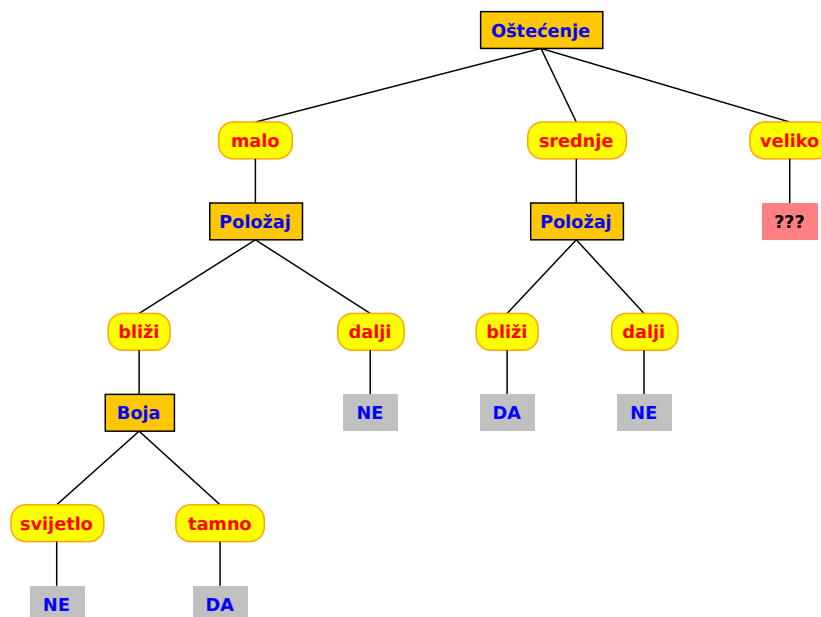 Oštećenje
malo
srednje
veliko
Položaj
Položaj
???
bliži
dalji
bliži
dalji
Boja
NE
DA
NE
svijetlo
tamno
NE
DA